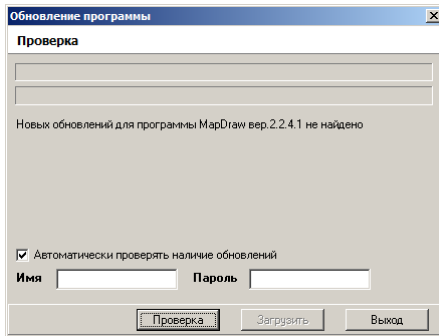 Обновление программы
Проверка
Новых обновлений для программы MapDraw вер.2.2.4.1 не найдено
Автоматически проверять наличие обновлений
Имя Пароль
Проверка Загрузить Выход